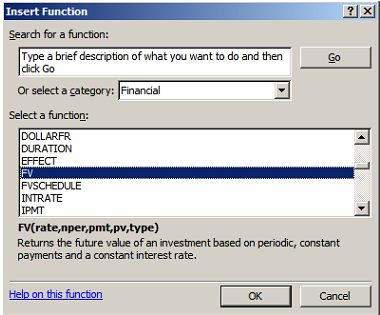 Insert Function
Search for a function:
Type a brief description of what you want to do and then
click Go
Go
Or select a category:
Financial
Select a function:
DOLLARFR
DURATION
EFFECT
FV
FVSCHEDULE
INTRATE
IPMT
FV(rate,nper,pmt,pv,type)
Returns the future value of an investment based on periodic, constant
payments and a constant interest rate.
Help on this function
OK
Cancel